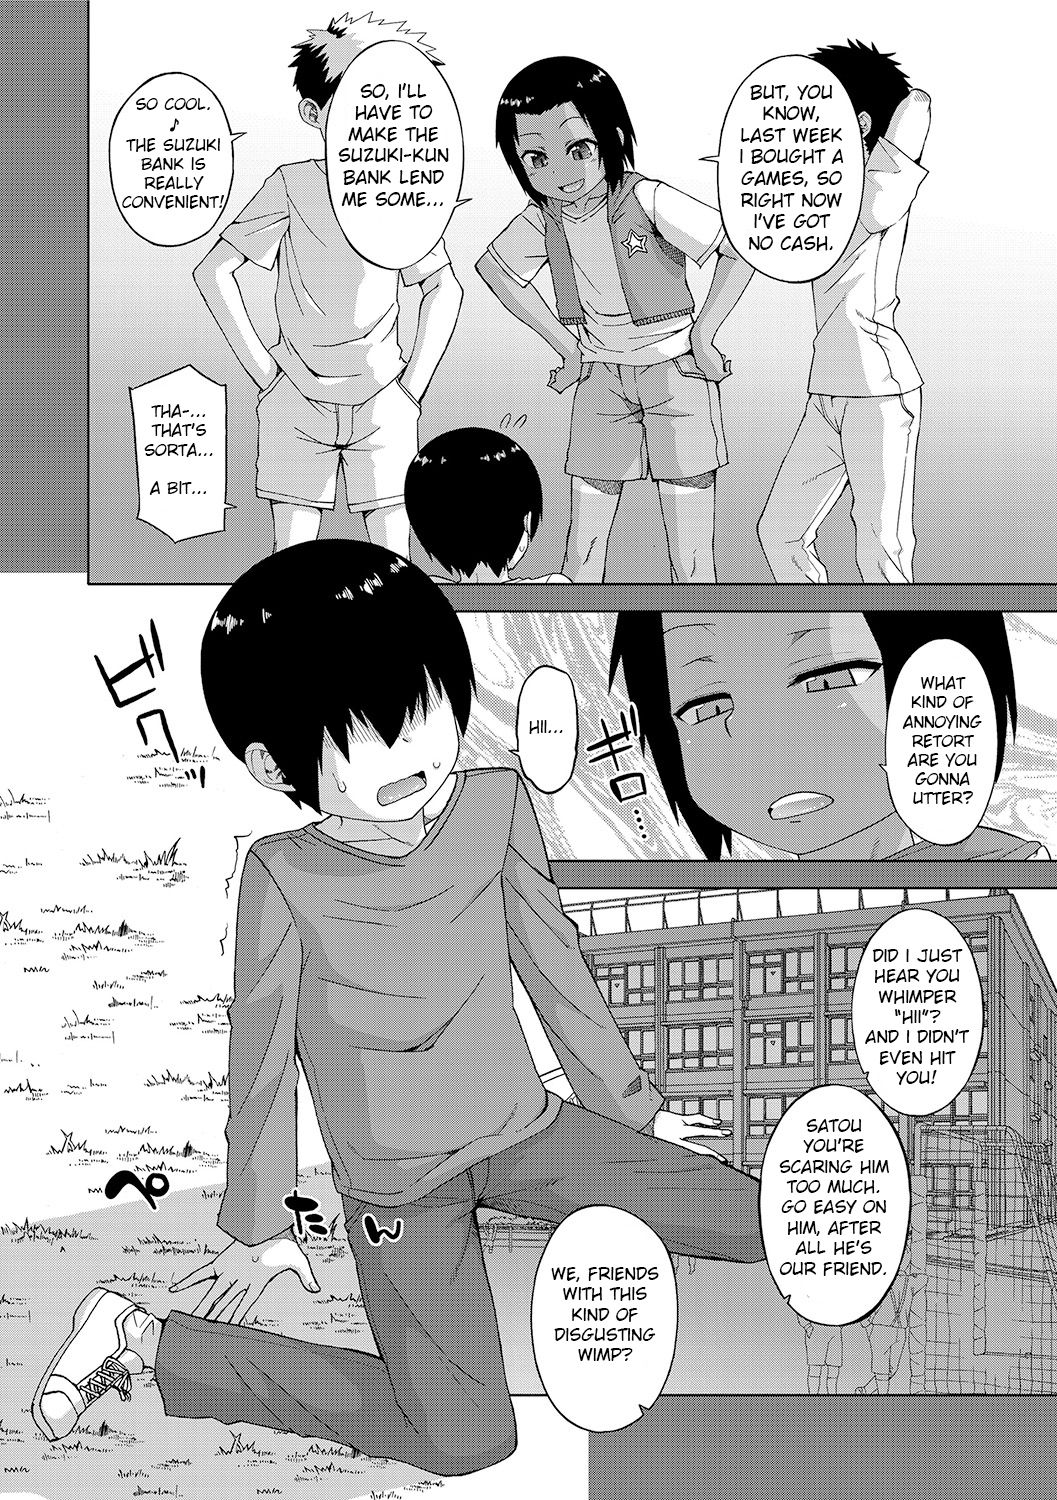 BUT, YOU
KNOW,
LAST WEEK
I BOUGHT A
GAMES, SO
RIGHT NOW
I'VE GOT
NO CASH.
SO, I'LL
HAVE TO
MAKE THE
SUZUKI-KUN
BANK LEND
ME SOME...
SO COOL.
♪
THE SUZUKI
BANK IS
REALLY
CONVENIENT!
THA-...
THAT'S
SORTA...
A BIT...
WHAT
KIND OF
ANNOYING
RETORT
ARE YOU
GONNA
UTTER?
ギロ……
HII...
ビクッ
DID I JUST
HEAR YOU
WHIMPER
"HII"?
AND I DIDN'T
EVEN HIT
YOU!
SATOU
YOU'RE
SCARING HIM
TOO MUCH.
GO EASY ON
HIM, AFTER
ALL HE'S
OUR FRIEND.
WE, FRIENDS
WITH THIS
KIND OF
DISGUSTING
WIMP?
ぺたん